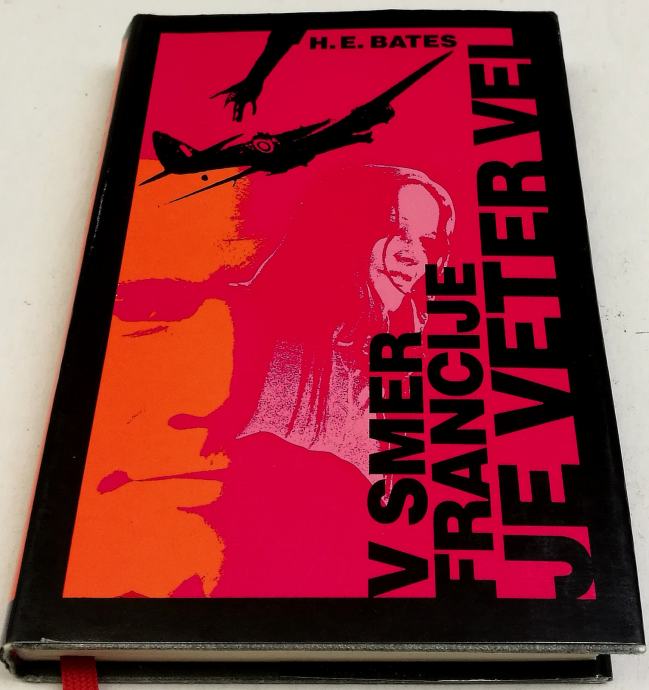 H. E. BATES
V SMER
FRANCIJE
JE VETER VEL